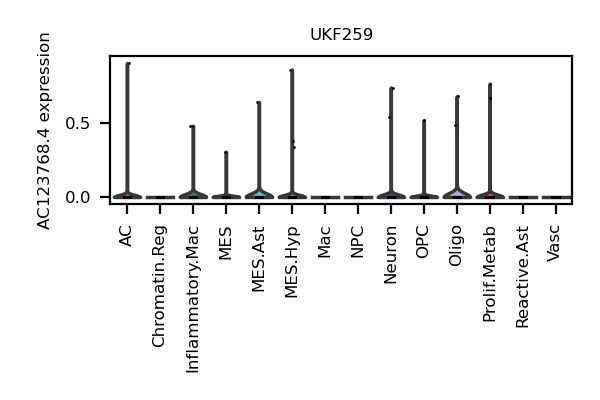 UKF259
AC123768.4 expression
0.5
0.0
AC
Chromatin.Reg
Inflammatory.Mac
MES
MES.Ast
MES.Hyp
Mac
NPC
Neuron
OPC
Oligo
Prolif.Metab
Reactive.Ast
Vasc